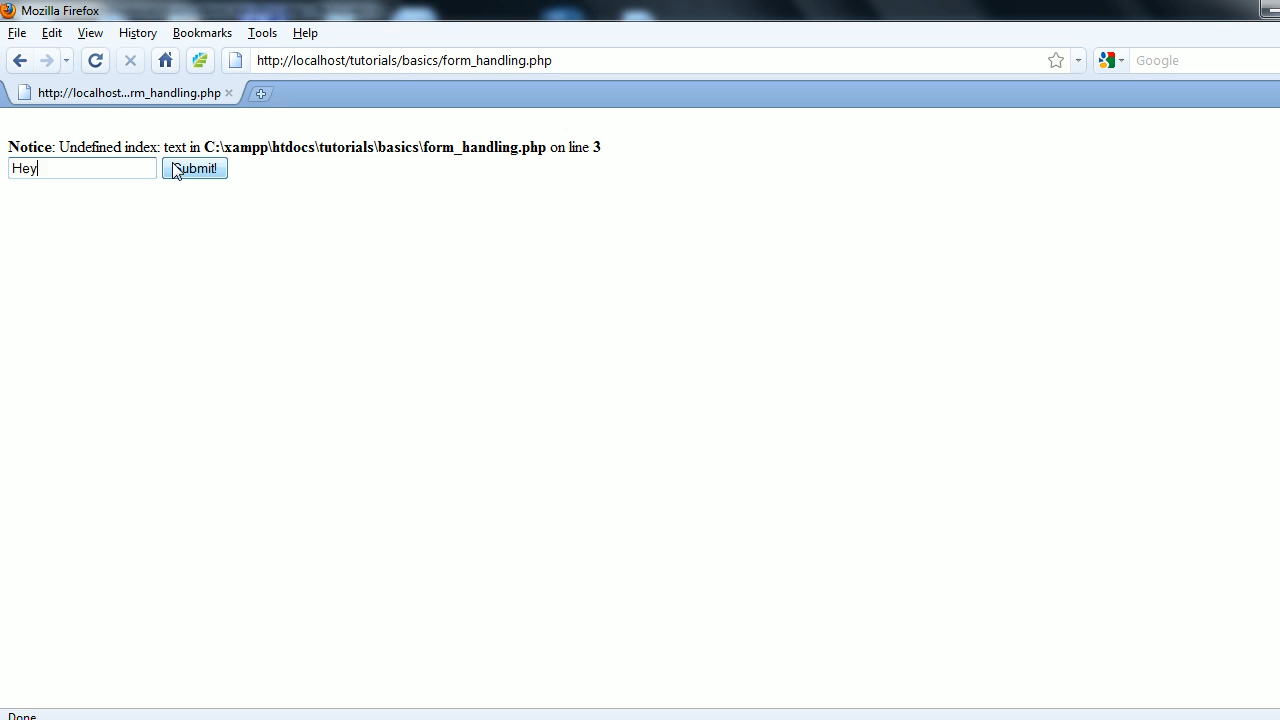 Mozilla Firefox
File Edit View History Bookmarks Tools Help
http://localhost/tutorials/basics/form_handling.php Google
http://localhost...rm_handling.php
Notice: Undefined index: text in C:\xampp\htdocs\tutorials\basics\form_handling.php on line 3
Hey Submit!
Done